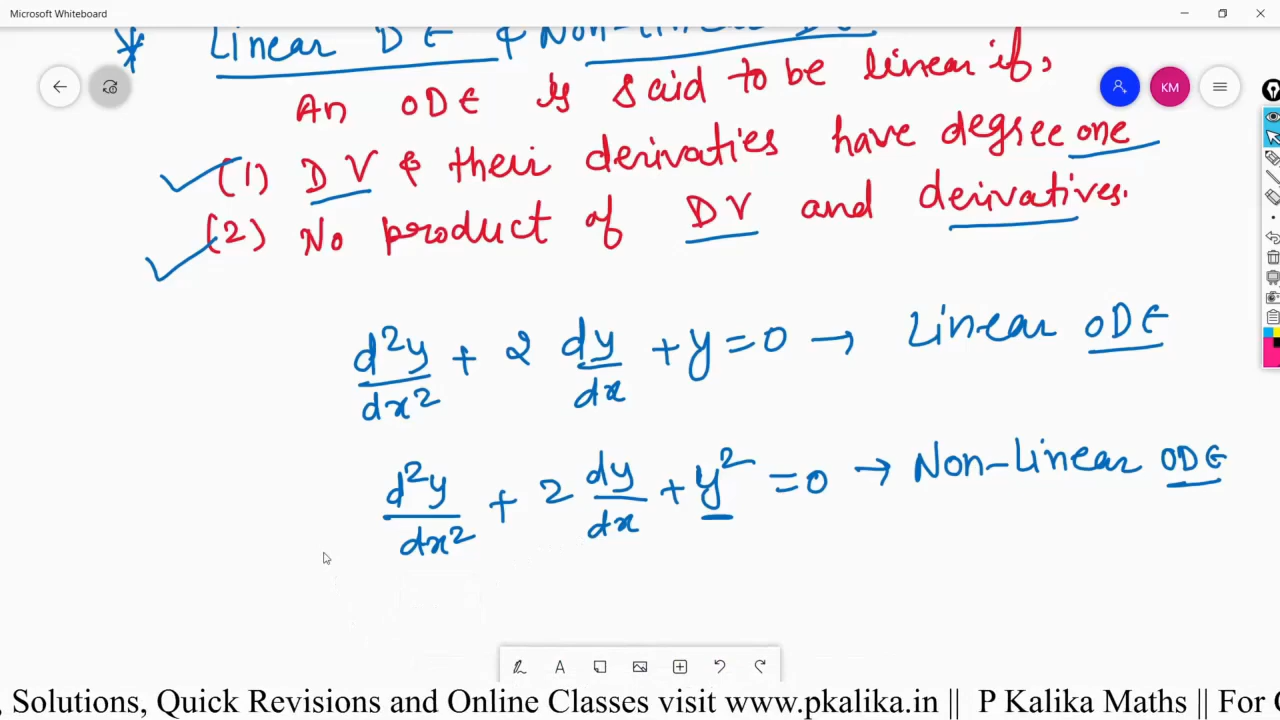 Microsoft Whiteboard
* Linear DE & Non-Linear DE
An ODE is said to be linear if,
KM
(1) DV & their derivaties have degree one
(2) No product of DV and derivatives.
d²y/dx² + 2 dy/dx + y = 0 → Linear ODE
d²y/dx² + 2 dy/dx + y² = 0 → Non-Linear ODE
A
, Solutions, Quick Revisions and Online Classes visit www.pkalika.in || P Kalika Maths || For